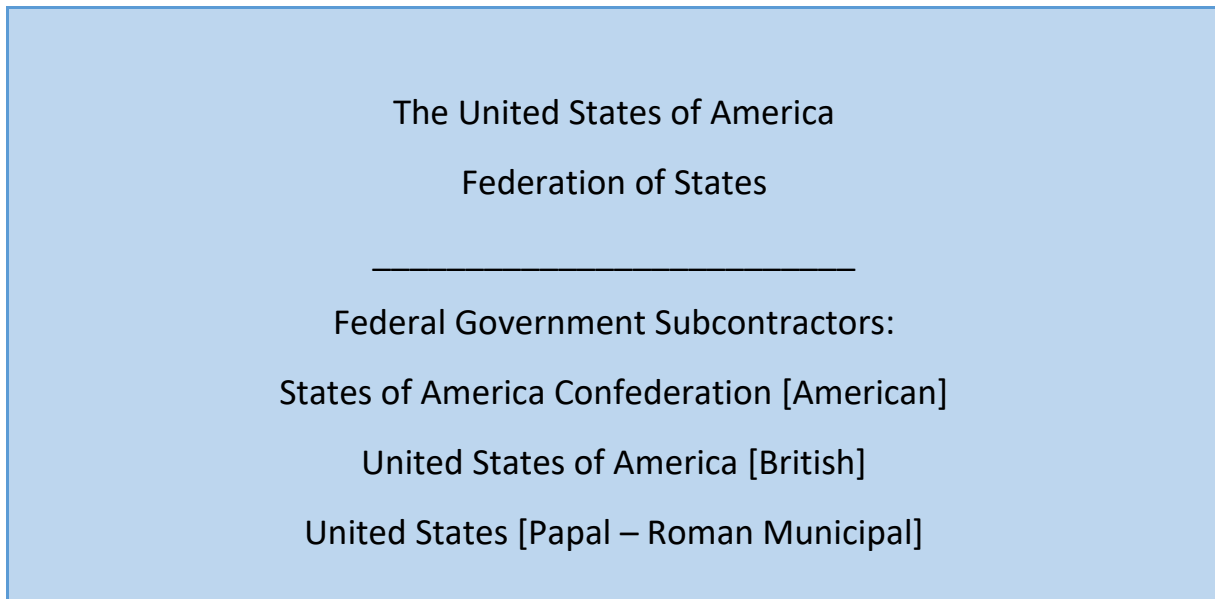 The United States of America
Federation of States
___________________________
Federal Government Subcontractors:
States of America Confederation [American]
United States of America [British]
United States [Papal – Roman Municipal]